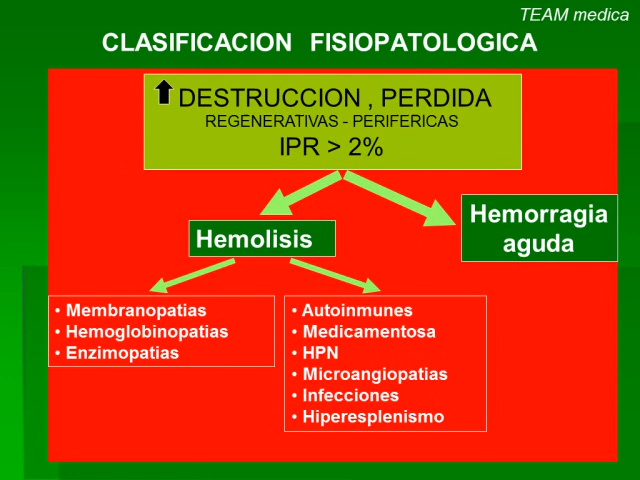 TEAM medica
CLASIFICACION FISIOPATOLOGICA
DESTRUCCION , PERDIDA
REGENERATIVAS - PERIFERICAS
IPR > 2%
Hemorragia
aguda
Hemolisis
• Membranopatias
• Hemoglobinopatias
• Enzimopatias
• Autoinmunes
• Medicamentosa
• HPN
• Microangiopatias
• Infecciones
• Hiperesplenismo